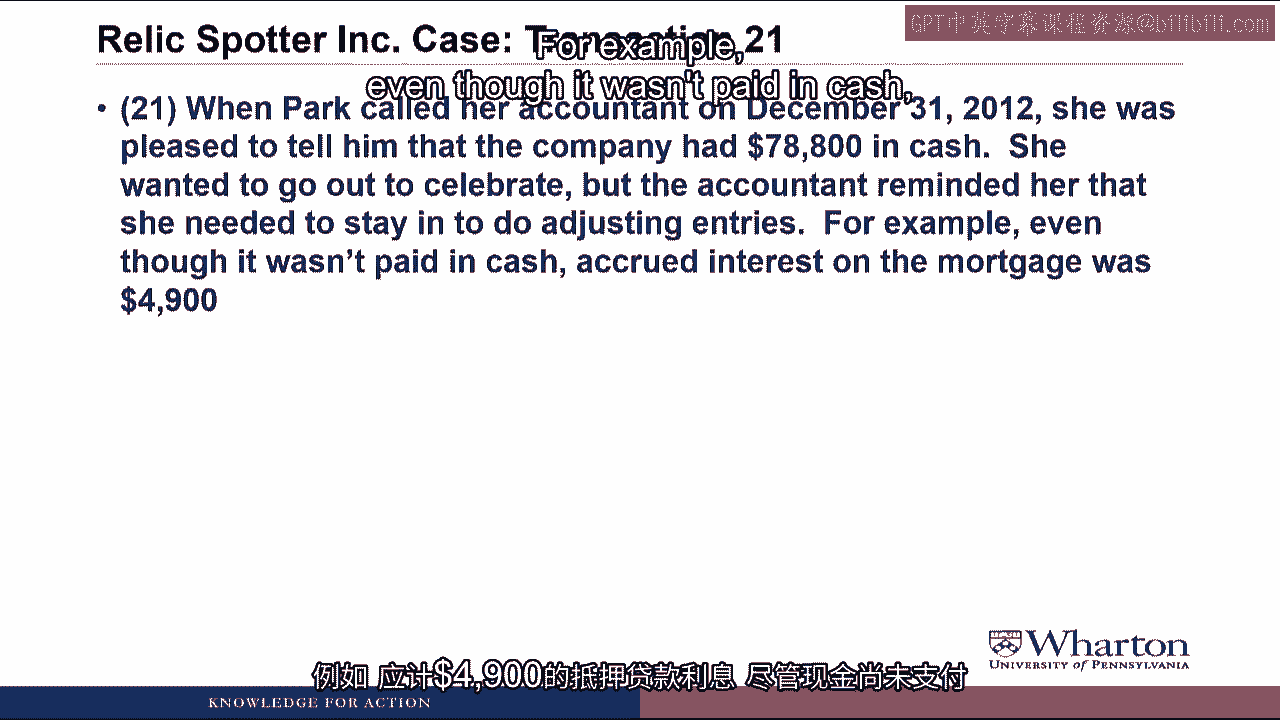 GPT中英字幕课程资源@bilibili.com
Relic Spotter Inc. Case: Transaction 21
For example,
even though it wasn't paid in cash,
• (21) When Park called her accountant on December 31, 2012, she was
pleased to tell him that the company had $78,800 in cash. She
wanted to go out to celebrate, but the accountant reminded her that
she needed to stay in to do adjusting entries. For example, even
though it wasn’t paid in cash, accrued interest on the mortgage was
$4,900
Wharton
UNIVERSITY of PENNSYLVANIA
例如 应计$4,900的抵押贷款利息 尽管现金尚未支付
KNOWLEDGE FOR ACTION